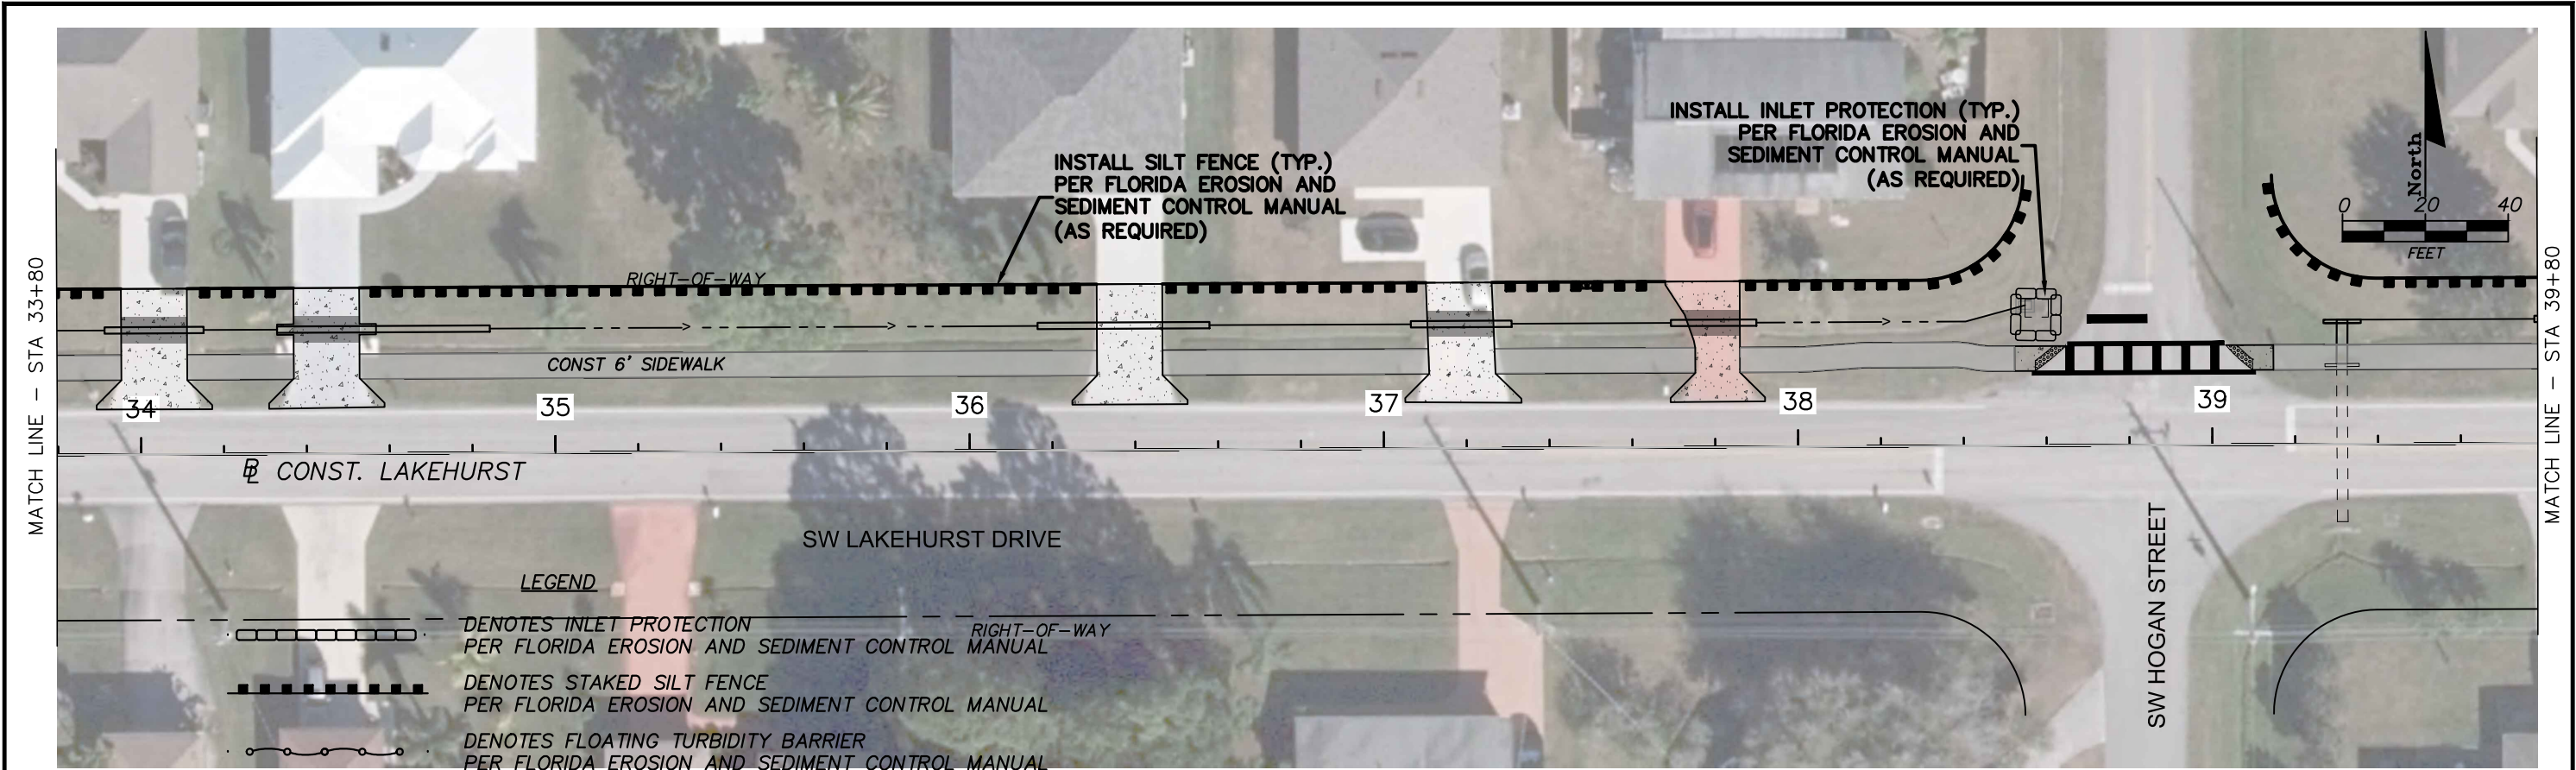 INSTALL INLET PROTECTION (TYP.)
PER FLORIDA EROSION AND
SEDIMENT CONTROL MANUAL
(AS REQUIRED)
INSTALL SILT FENCE (TYP.)
PER FLORIDA EROSION AND
SEDIMENT CONTROL MANUAL
(AS REQUIRED)
North
0 20 40
FEET
MATCH LINE – STA 33+80
MATCH LINE – STA 39+80
RIGHT–OF–WAY
CONST 6' SIDEWALK
34 35 36 37 38 39
BL CONST. LAKEHURST
SW LAKEHURST DRIVE
SW HOGAN STREET
RIGHT–OF–WAY
LEGEND
DENOTES INLET PROTECTION
PER FLORIDA EROSION AND SEDIMENT CONTROL MANUAL
DENOTES STAKED SILT FENCE
PER FLORIDA EROSION AND SEDIMENT CONTROL MANUAL
DENOTES FLOATING TURBIDITY BARRIER
PER FLORIDA EROSION AND SEDIMENT CONTROL MANUAL